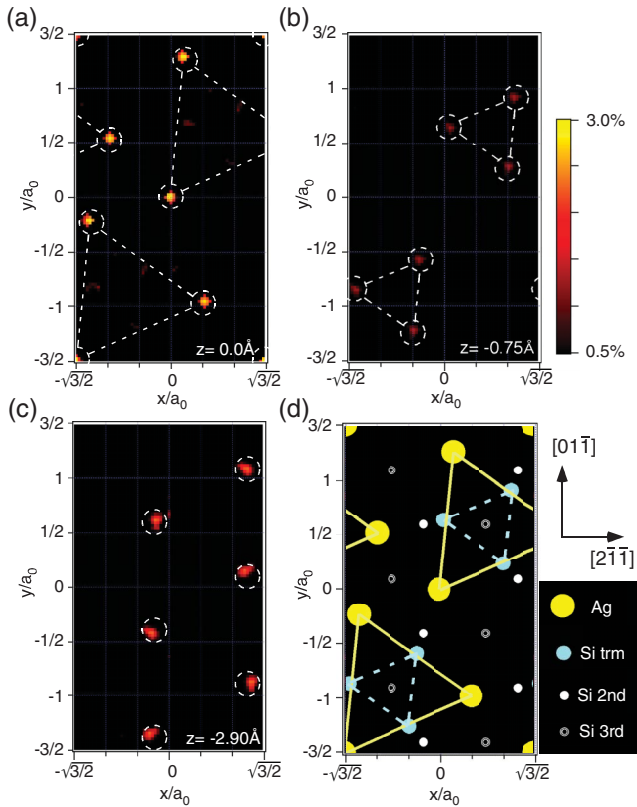 (a)
3/2
1
1/2
0
-1/2
-1
-3/2
y/a₀
z= 0.0Å
-√3/2
0
√3/2
x/a₀
(b)
3/2
1
1/2
0
-1/2
-1
-3/2
y/a₀
z= -0.75Å
-√3/2
0
√3/2
x/a₀
3.0%
0.5%
(c)
3/2
1
1/2
0
-1/2
-1
-3/2
y/a₀
z= -2.90Å
-√3/2
0
√3/2
x/a₀
(d)
3/2
1
1/2
0
-1/2
-1
-3/2
y/a₀
-√3/2
0
√3/2
x/a₀
[011̅]
[21̅1̅]
Ag
Si trm
Si 2nd
Si 3rd